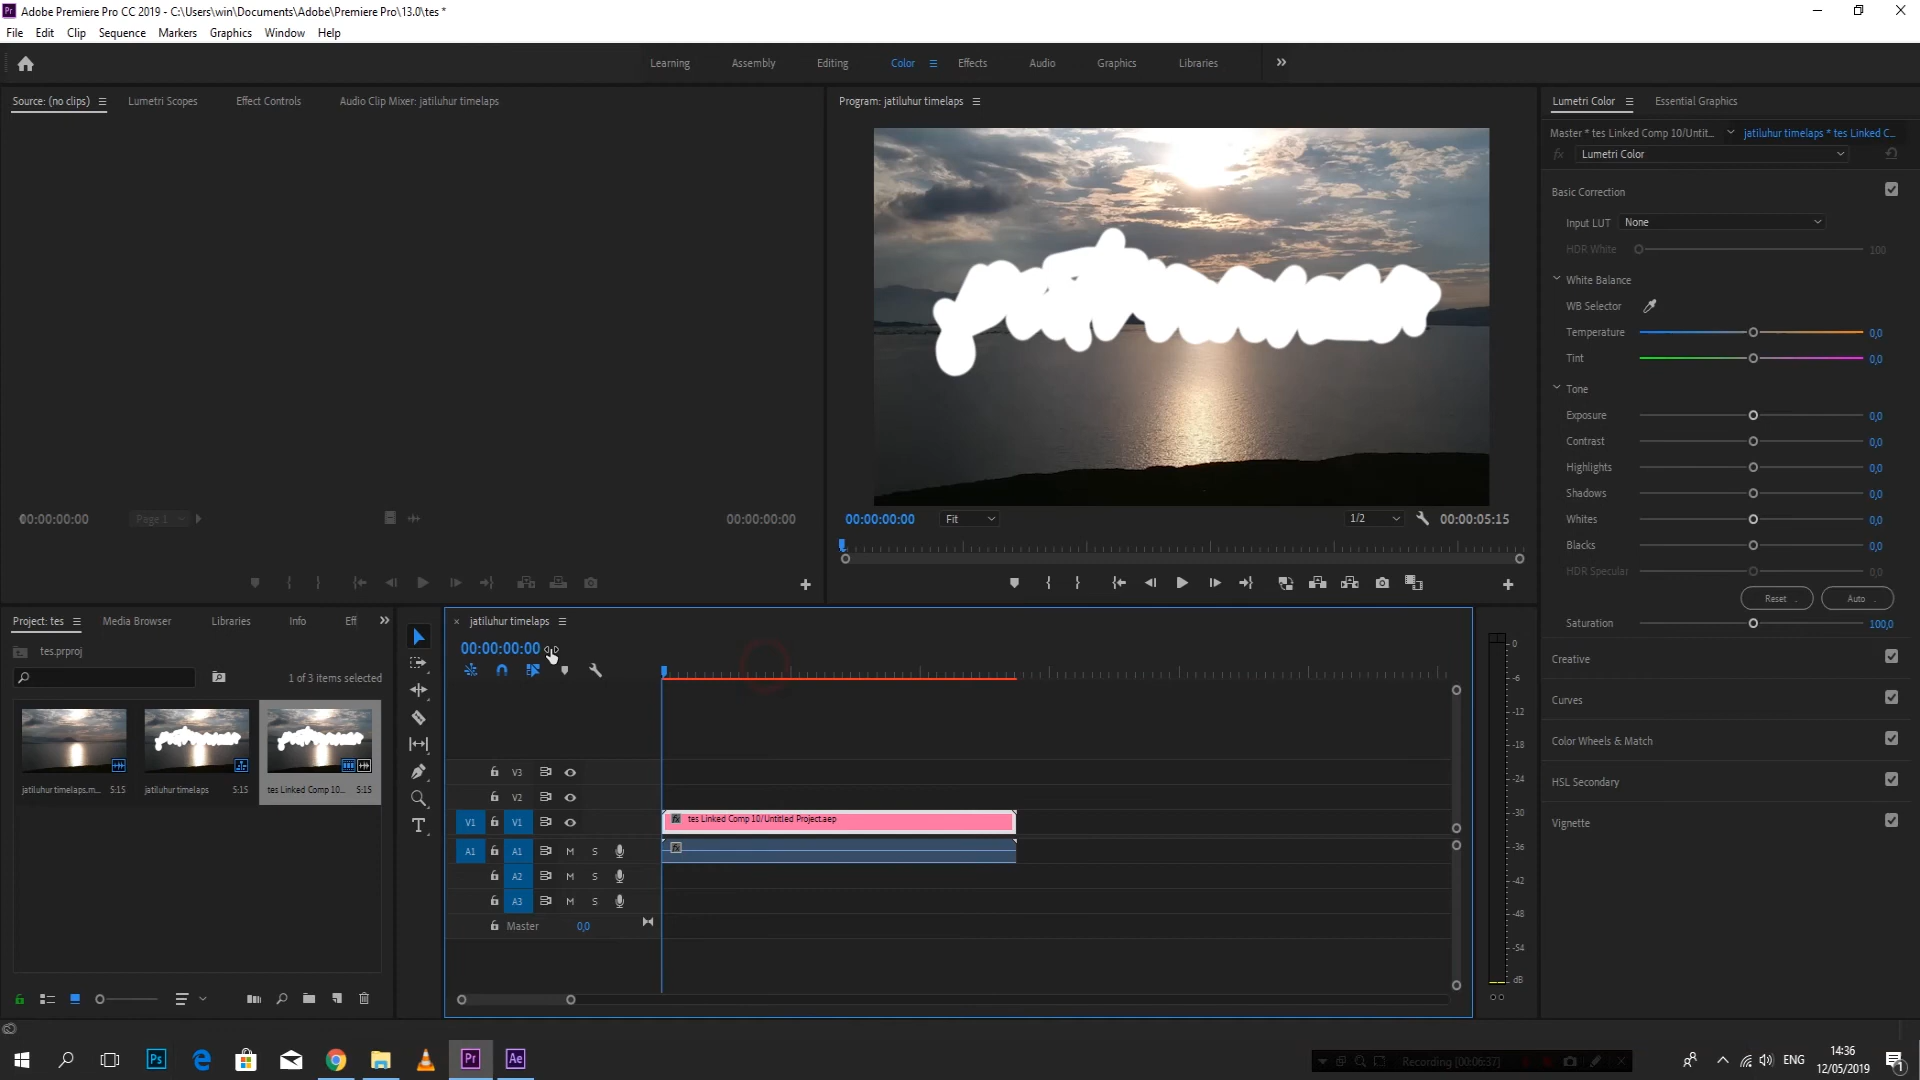 Adobe Premiere Pro CC 2019 - C:\Users\win\Documents\Adobe\Premiere Pro\13.0\tes *
File Edit Clip Sequence Markers Graphics Window Help
Learning Assembly Editing Color Effects Audio Graphics Libraries
Source: (no clips) Lumetri Scopes Effect Controls Audio Clip Mixer: jatiluhur timelaps
Program: jatiluhur timelaps
00:00:00:00 Page 1 00:00:00:00
00:00:00:00 Fit 1/2 00:00:05:15
Lumetri Color Essential Graphics
Master * tes Linked Comp 10/Untit... jatiluhur timelaps * tes Linked C...
fx Lumetri Color
Basic Correction
Input LUT None
HDR White 100
White Balance
WB Selector
Temperature 0,0
Tint 0,0
Tone
Exposure 0,0
Contrast 0,0
Highlights 0,0
Shadows 0,0
Whites 0,0
Blacks 0,0
HDR Specular 0,0
Reset Auto
Saturation 100,0
Creative
Curves
Color Wheels & Match
HSL Secondary
Vignette
Project: tes Media Browser Libraries Info Eff
tes.prproj
1 of 3 items selected
jatiluhur timelaps.m... 5:15 jatiluhur timelaps 5:15 tes Linked Comp 10... 5:15
jatiluhur timelaps
00:00:00:00
V3
V2
V1 V1 fx tes Linked Comp 10/Untitled Project.aep
A1 A1 M S fx
A2 M S
A3 M S
Master 0,0
0
-6
-12
-18
-24
-30
-36
-42
-48
-54
dB
Ps Pr Ae
Recording [00:06:37]
ENG
14:36
12/05/2019
1